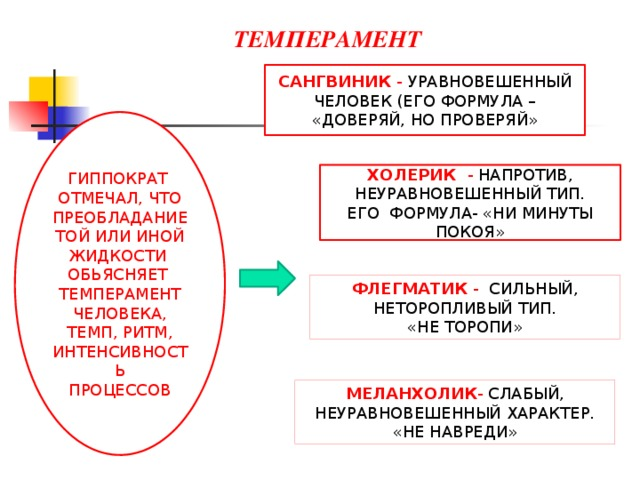 ТЕМПЕРАМЕНТ
САНГВИНИК - УРАВНОВЕШЕННЫЙ
ЧЕЛОВЕК (ЕГО ФОРМУЛА –
«ДОВЕРЯЙ, НО ПРОВЕРЯЙ»
ГИППОКРАТ
ОТМЕЧАЛ, ЧТО
ПРЕОБЛАДАНИЕ
ТОЙ ИЛИ ИНОЙ
ЖИДКОСТИ
ОБЬЯСНЯЕТ
ТЕМПЕРАМЕНТ
ЧЕЛОВЕКА,
ТЕМП, РИТМ,
ИНТЕНСИВНОСТ
Ь
ПРОЦЕССОВ
ХОЛЕРИК - НАПРОТИВ,
НЕУРАВНОВЕШЕННЫЙ ТИП.
ЕГО ФОРМУЛА- «НИ МИНУТЫ
ПОКОЯ»
ФЛЕГМАТИК - СИЛЬНЫЙ,
НЕТОРОПЛИВЫЙ ТИП.
«НЕ ТОРОПИ»
МЕЛАНХОЛИК- СЛАБЫЙ,
НЕУРАВНОВЕШЕННЫЙ ХАРАКТЕР.
«НЕ НАВРЕДИ»